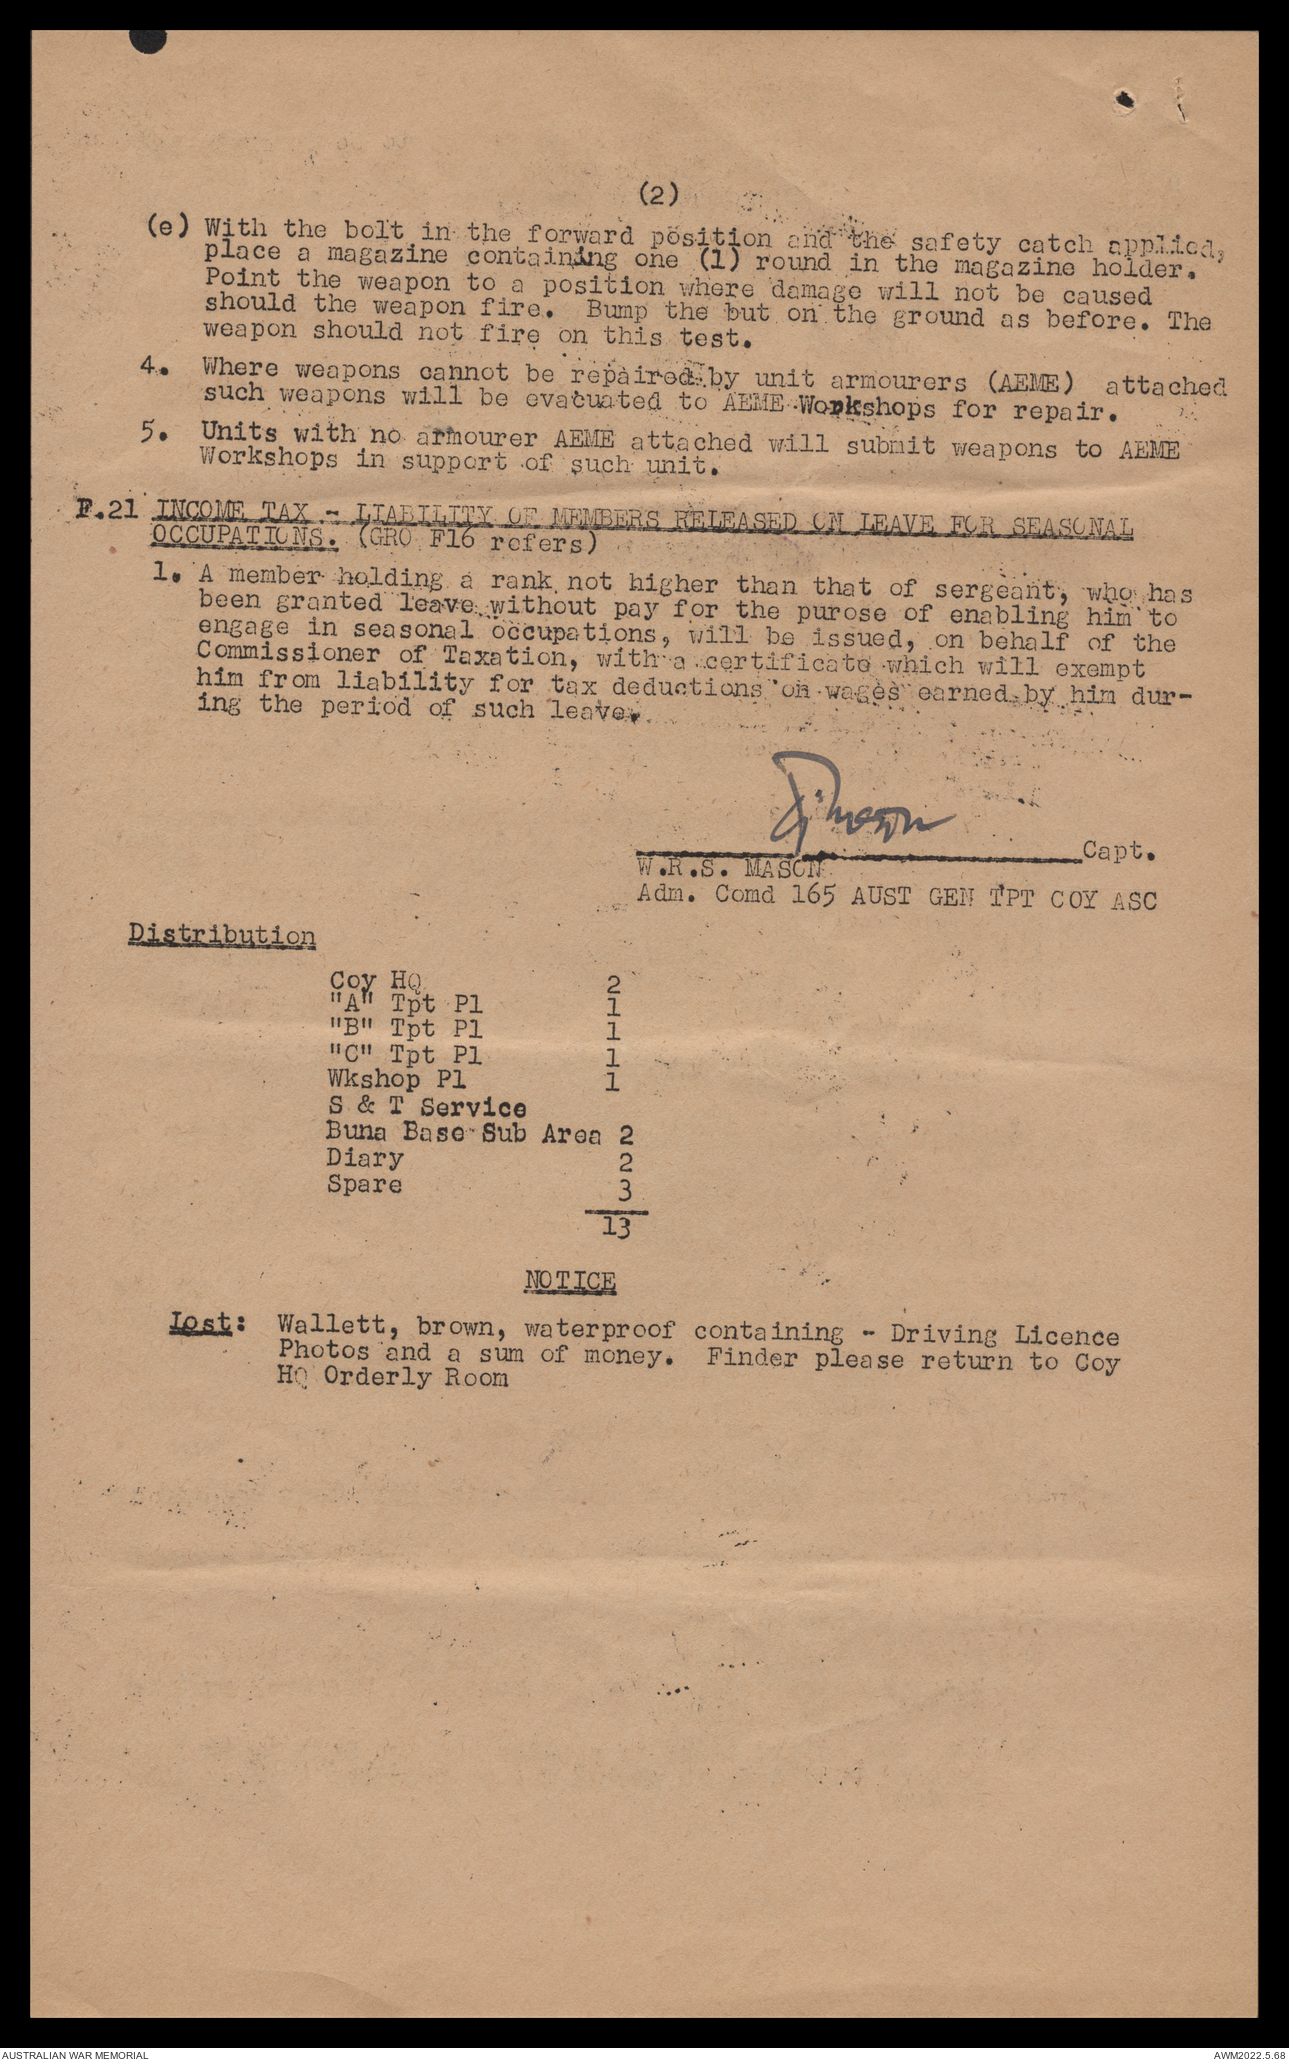 (2)
(e) With the bolt in the forward position and the safety catch applied,
place a magazine containing one (1) round in the magazine holder.
Point the weapon to a position where damage will not be caused
should the weapon fire. Bump the but on the ground as before. The
weapon should not fire on this test.
4. Where weapons cannot be repaired by unit armourers (AEME) attached
such weapons will be evacuated to AEME Workshops for repair.
5. Units with no armourer AEME attached will submit weapons to AEME
Workshops in support of such unit.
F.21 INCOME TAX - LIABILITY OF MEMBERS RELEASED ON LEAVE FOR SEASONAL
OCCUPATIONS. (GRO F16 refers)
1. A member holding a rank not higher than that of sergeant, who has
been granted leave without pay for the purose of enabling him to
engage in seasonal occupations, will be issued, on behalf of the
Commissioner of Taxation, with a certificate which will exempt
him from liability for tax deductions on wages earned by him dur-
ing the period of such leave.
Mason
Capt.
W.R.S. MASON
Adm. Comd 165 AUST GEN TPT COY ASC
Distribution
Coy HQ 2
"A" Tpt Pl 1
"B" Tpt Pl 1
"C" Tpt Pl 1
Wkshop Pl 1
S & T Service
Buna Base Sub Area 2
Diary 2
Spare 3
13
NOTICE
Lost: Wallett, brown, waterproof containing - Driving Licence
Photos and a sum of money. Finder please return to Coy
HQ Orderly Room
AUSTRALIAN WAR MEMORIAL
AWM2022.5.68